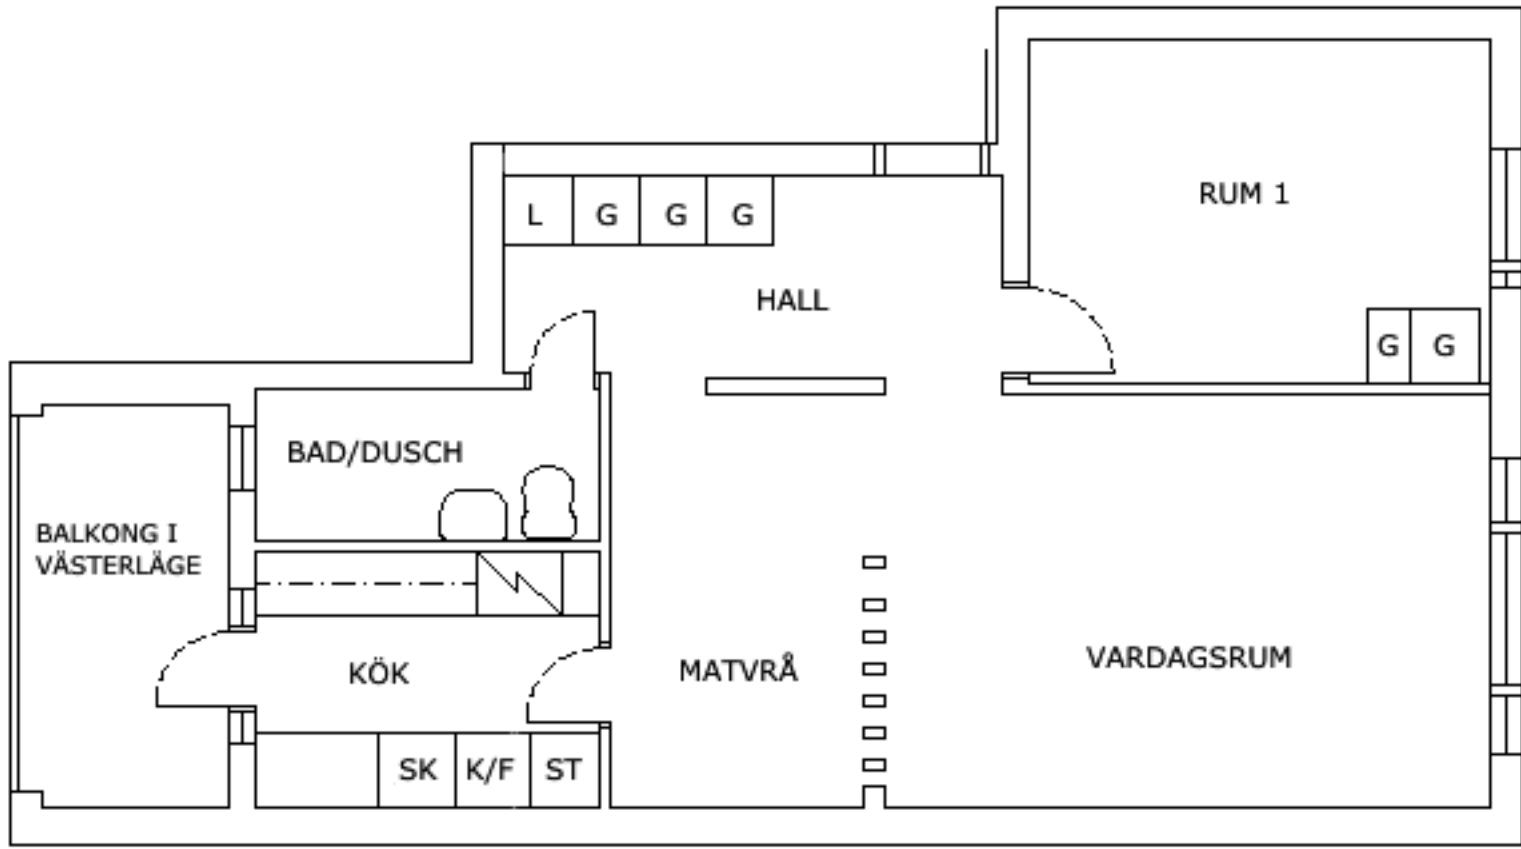 RUM 1
L G G G
HALL
G G
BAD/DUSCH
BALKONG I
VÄSTERLÄGE
KÖK
MATVRÅ
VARDAGSRUM
SK K/F ST